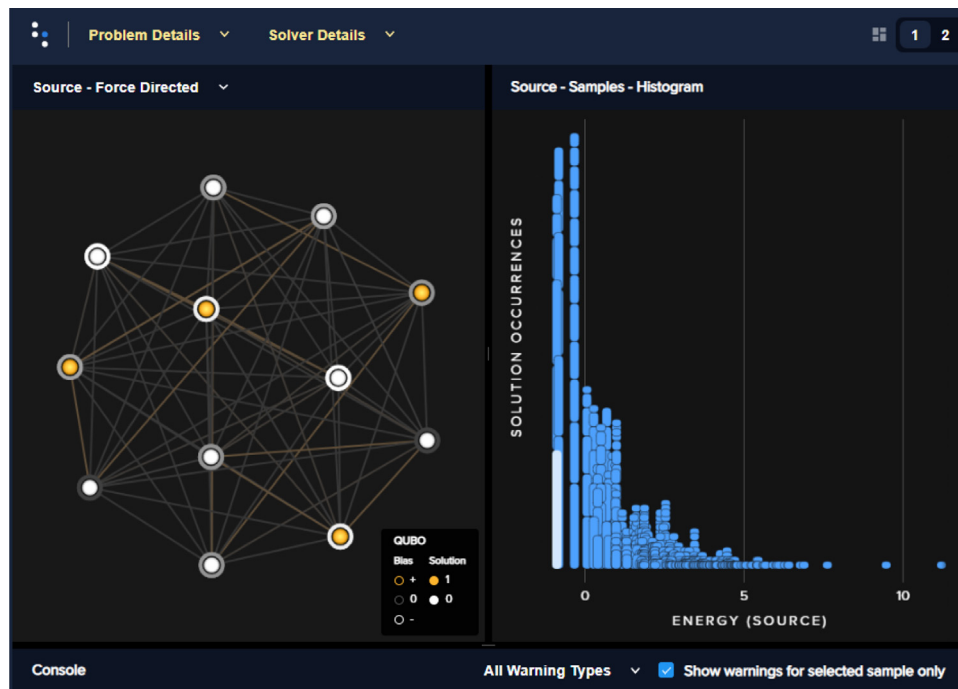 Problem Details
Solver Details
1 2
Source - Force Directed
Source - Samples - Histogram
SOLUTION OCCURRENCES
0 5 10
ENERGY (SOURCE)
QUBO
Bias Solution
+ 1
0 0
-
Console
All Warning Types
Show warnings for selected sample only